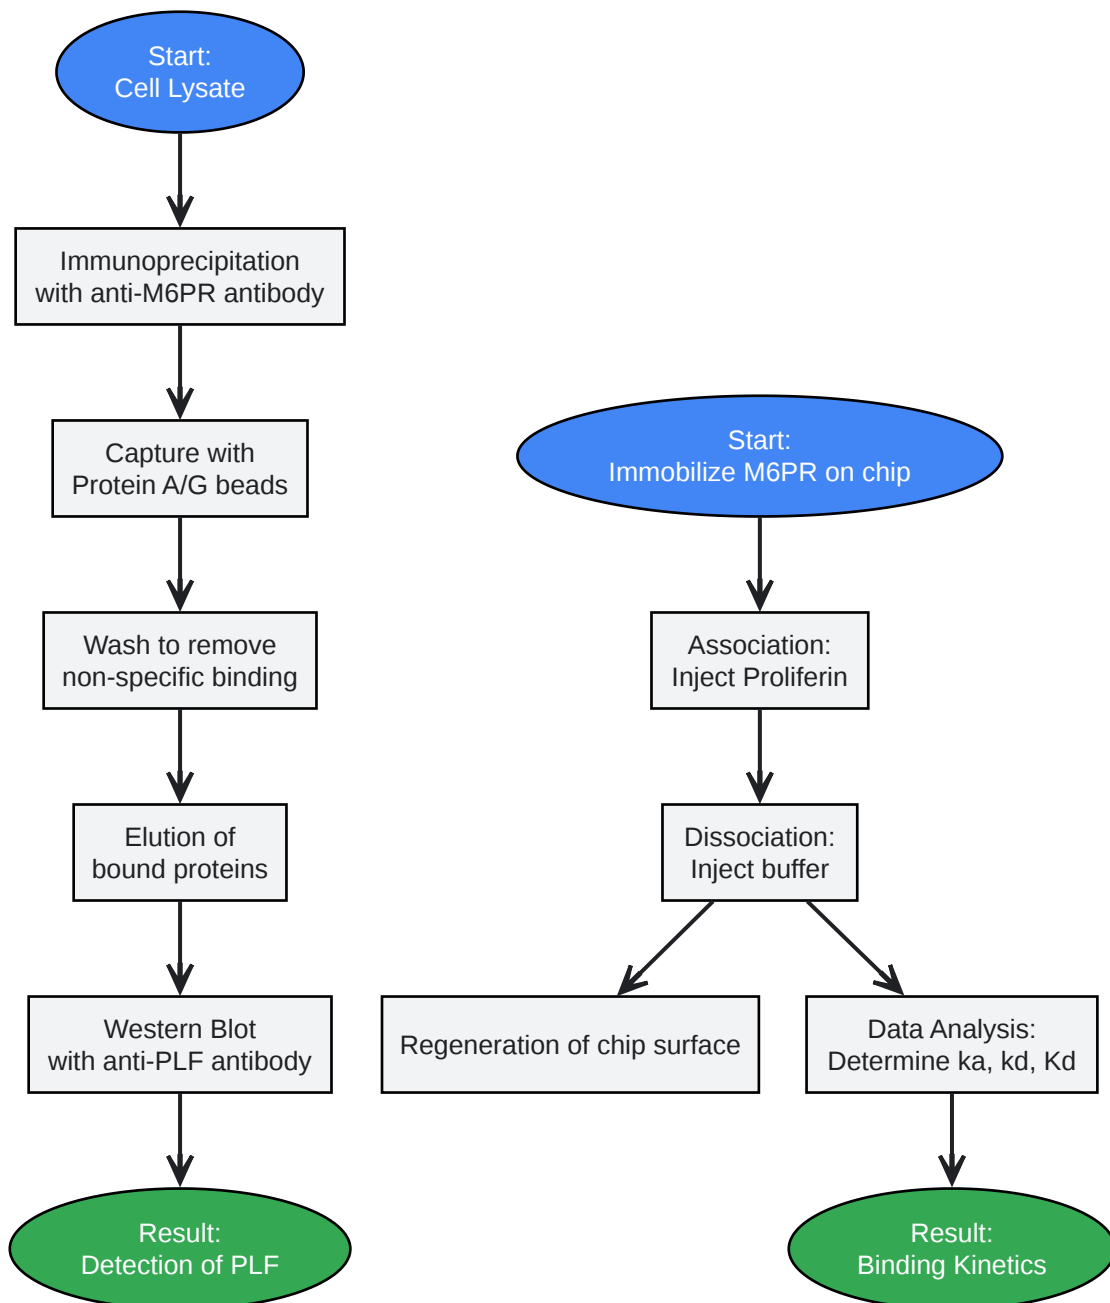 Start:
Cell Lysate
Immunoprecipitation
with anti-M6PR antibody
Capture with
Protein A/G beads
Wash to remove
non-specific binding
Elution of
bound proteins
Western Blot
with anti-PLF antibody
Result:
Detection of PLF
Start:
Immobilize M6PR on chip
Association:
Inject Proliferin
Dissociation:
Inject buffer
Regeneration of chip surface
Data Analysis:
Determine ka, kd, Kd
Result:
Binding Kinetics